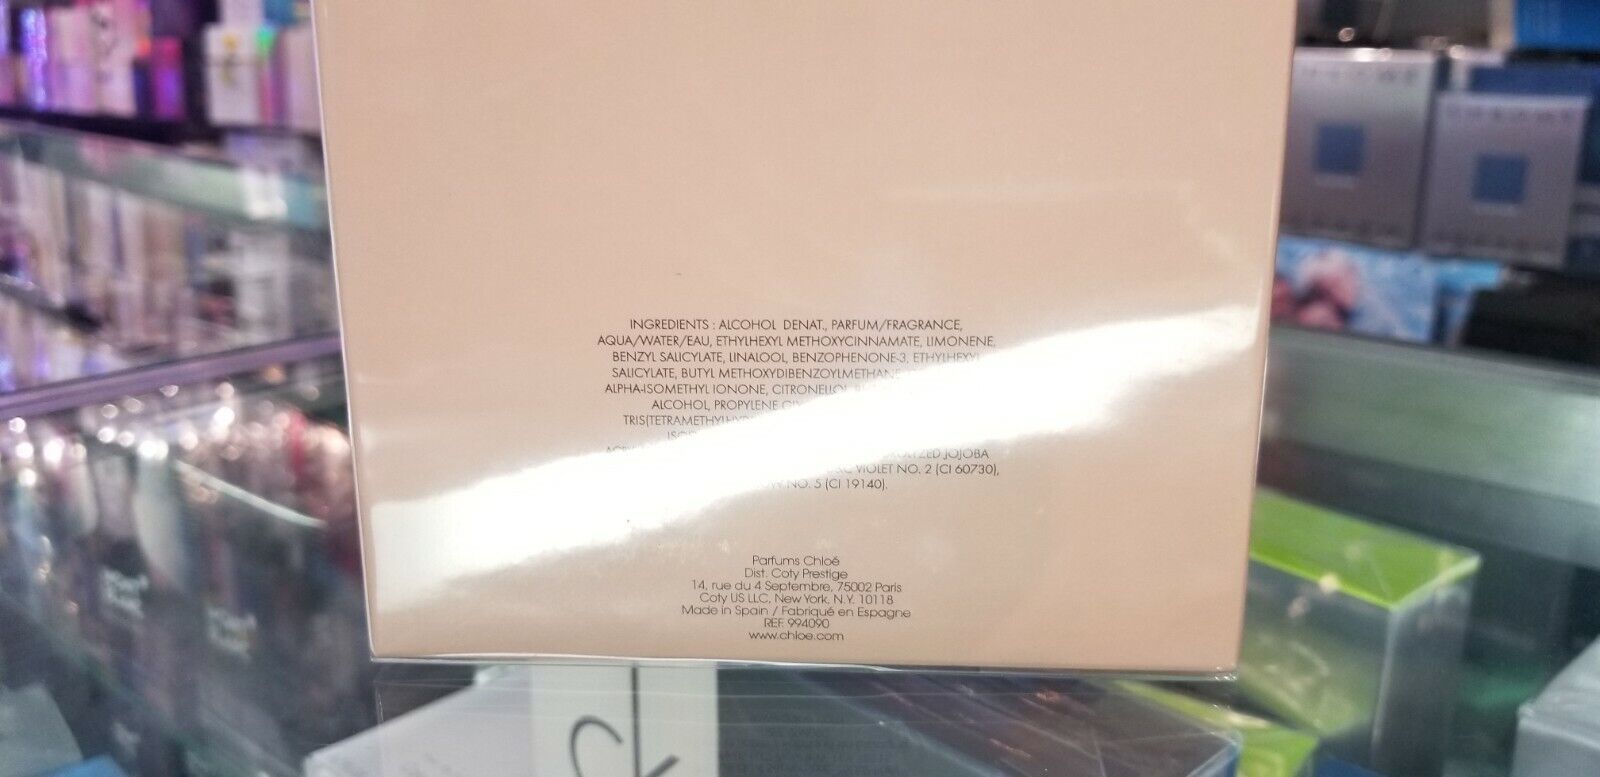 INGREDIENTS : ALCOHOL DENAT., PARFUM/FRAGRANCE,
AQUA/WATER/EAU, ETHYLHEXYL METHOXYCINNAMATE, LIMONENE,
BENZYL SALICYLATE, LINALOOL, BENZOPHENONE-3, ETHYLHEXYL
SALICYLATE, BUTYL METHOXYDIBENZOYLMETHANE
ALPHA-ISOMETHYL IONONE, CITRONELLOL
ALCOHOL, PROPYLENE
JOJOBA
VIOLET NO. 2 (CI 60730),
NO. 5 (CI 19140).
Parfums Chloé
Dist. Coty Prestige
14, rue du 4 Septembre, 75002 Paris
Coty US LLC, New York, N.Y. 10118
Made in Spain / Fabriqué en Espagne
REF. 994090
www.chloe.com
ck